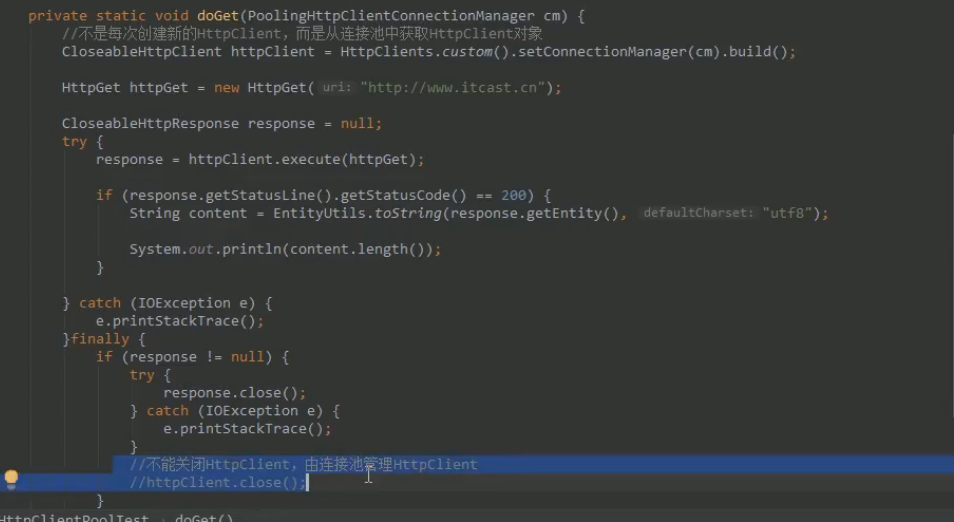 private static void doGet(PoolingHttpClientConnectionManager cm) {
//不是每次创建新的HttpClient，而是从连接池中获取HttpClient对象
CloseableHttpClient httpClient = HttpClients.custom().setConnectionManager(cm).build();
HttpGet httpGet = new HttpGet( uri: "http://www.itcast.cn");
CloseableHttpResponse response = null;
try {
response = httpClient.execute(httpGet);
if (response.getStatusLine().getStatusCode() == 200) {
String content = EntityUtils.toString(response.getEntity(), defaultCharset: "utf8");
System.out.println(content.length());
}
} catch (IOException e) {
e.printStackTrace();
}finally {
if (response != null) {
try {
response.close();
} catch (IOException e) {
e.printStackTrace();
}
//不能关闭HttpClient，由连接池管理HttpClient
//httpClient.close();
}
HttpClientPoolTest › doGet()